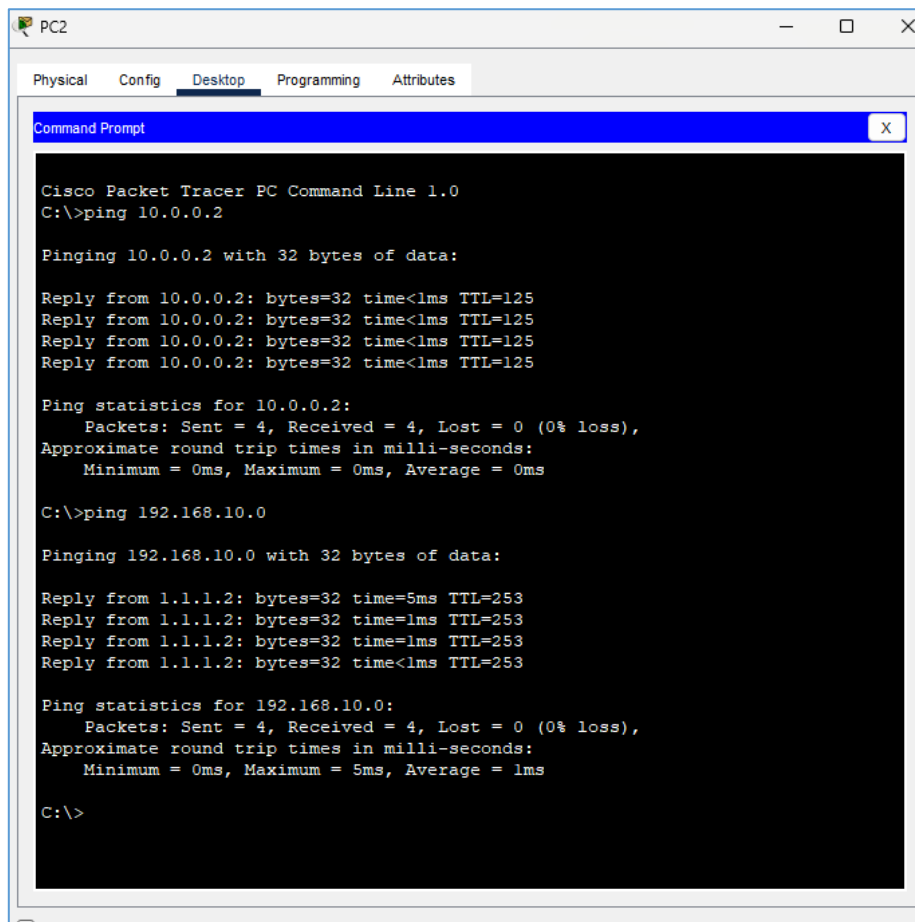 PC2
Physical Config Desktop Programming Attributes
Command Prompt X
Cisco Packet Tracer PC Command Line 1.0
C:\>ping 10.0.0.2
Pinging 10.0.0.2 with 32 bytes of data:
Reply from 10.0.0.2: bytes=32 time<1ms TTL=125
Reply from 10.0.0.2: bytes=32 time<1ms TTL=125
Reply from 10.0.0.2: bytes=32 time<1ms TTL=125
Reply from 10.0.0.2: bytes=32 time<1ms TTL=125
Ping statistics for 10.0.0.2:
Packets: Sent = 4, Received = 4, Lost = 0 (0% loss),
Approximate round trip times in milli-seconds:
Minimum = 0ms, Maximum = 0ms, Average = 0ms
C:\>ping 192.168.10.0
Pinging 192.168.10.0 with 32 bytes of data:
Reply from 1.1.1.2: bytes=32 time=5ms TTL=253
Reply from 1.1.1.2: bytes=32 time=1ms TTL=253
Reply from 1.1.1.2: bytes=32 time=1ms TTL=253
Reply from 1.1.1.2: bytes=32 time<1ms TTL=253
Ping statistics for 192.168.10.0:
Packets: Sent = 4, Received = 4, Lost = 0 (0% loss),
Approximate round trip times in milli-seconds:
Minimum = 0ms, Maximum = 5ms, Average = 1ms
C:\>